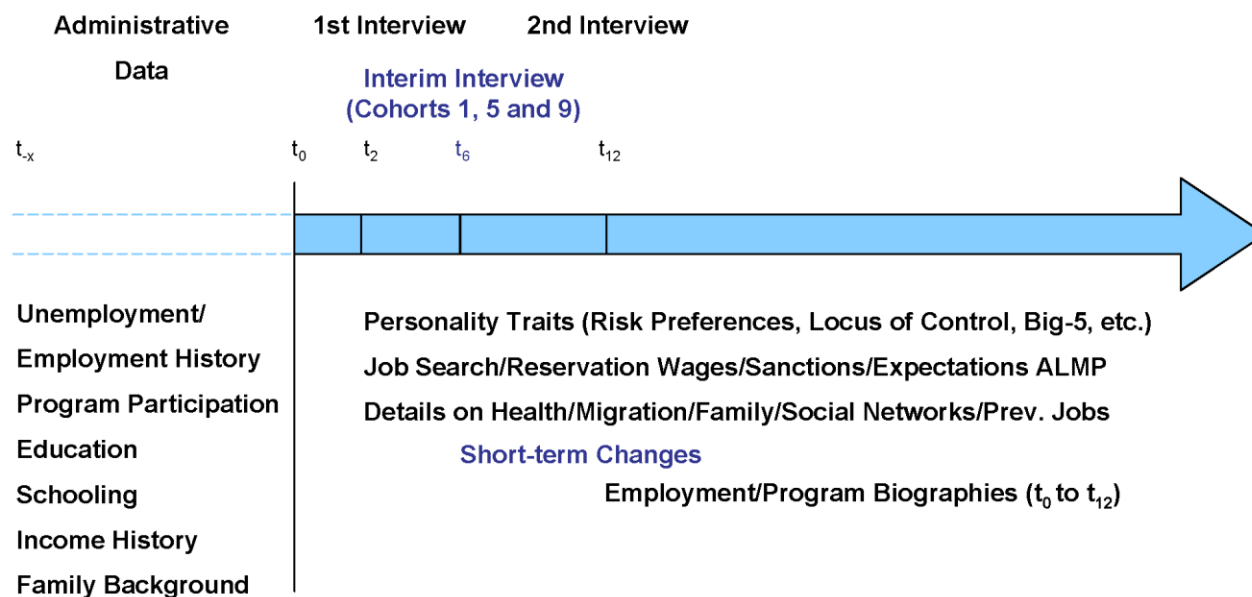 Administrative
Data
1st Interview
2nd Interview
Interim Interview
(Cohorts 1, 5 and 9)
t-x
t0
t2
t6
t12
Unemployment/
Employment History
Program Participation
Education
Schooling
Income History
Family Background
Personality Traits (Risk Preferences, Locus of Control, Big-5, etc.)
Job Search/Reservation Wages/Sanctions/Expectations ALMP
Details on Health/Migration/Family/Social Networks/Prev. Jobs
Short-term Changes
Employment/Program Biographies (t0 to t12)